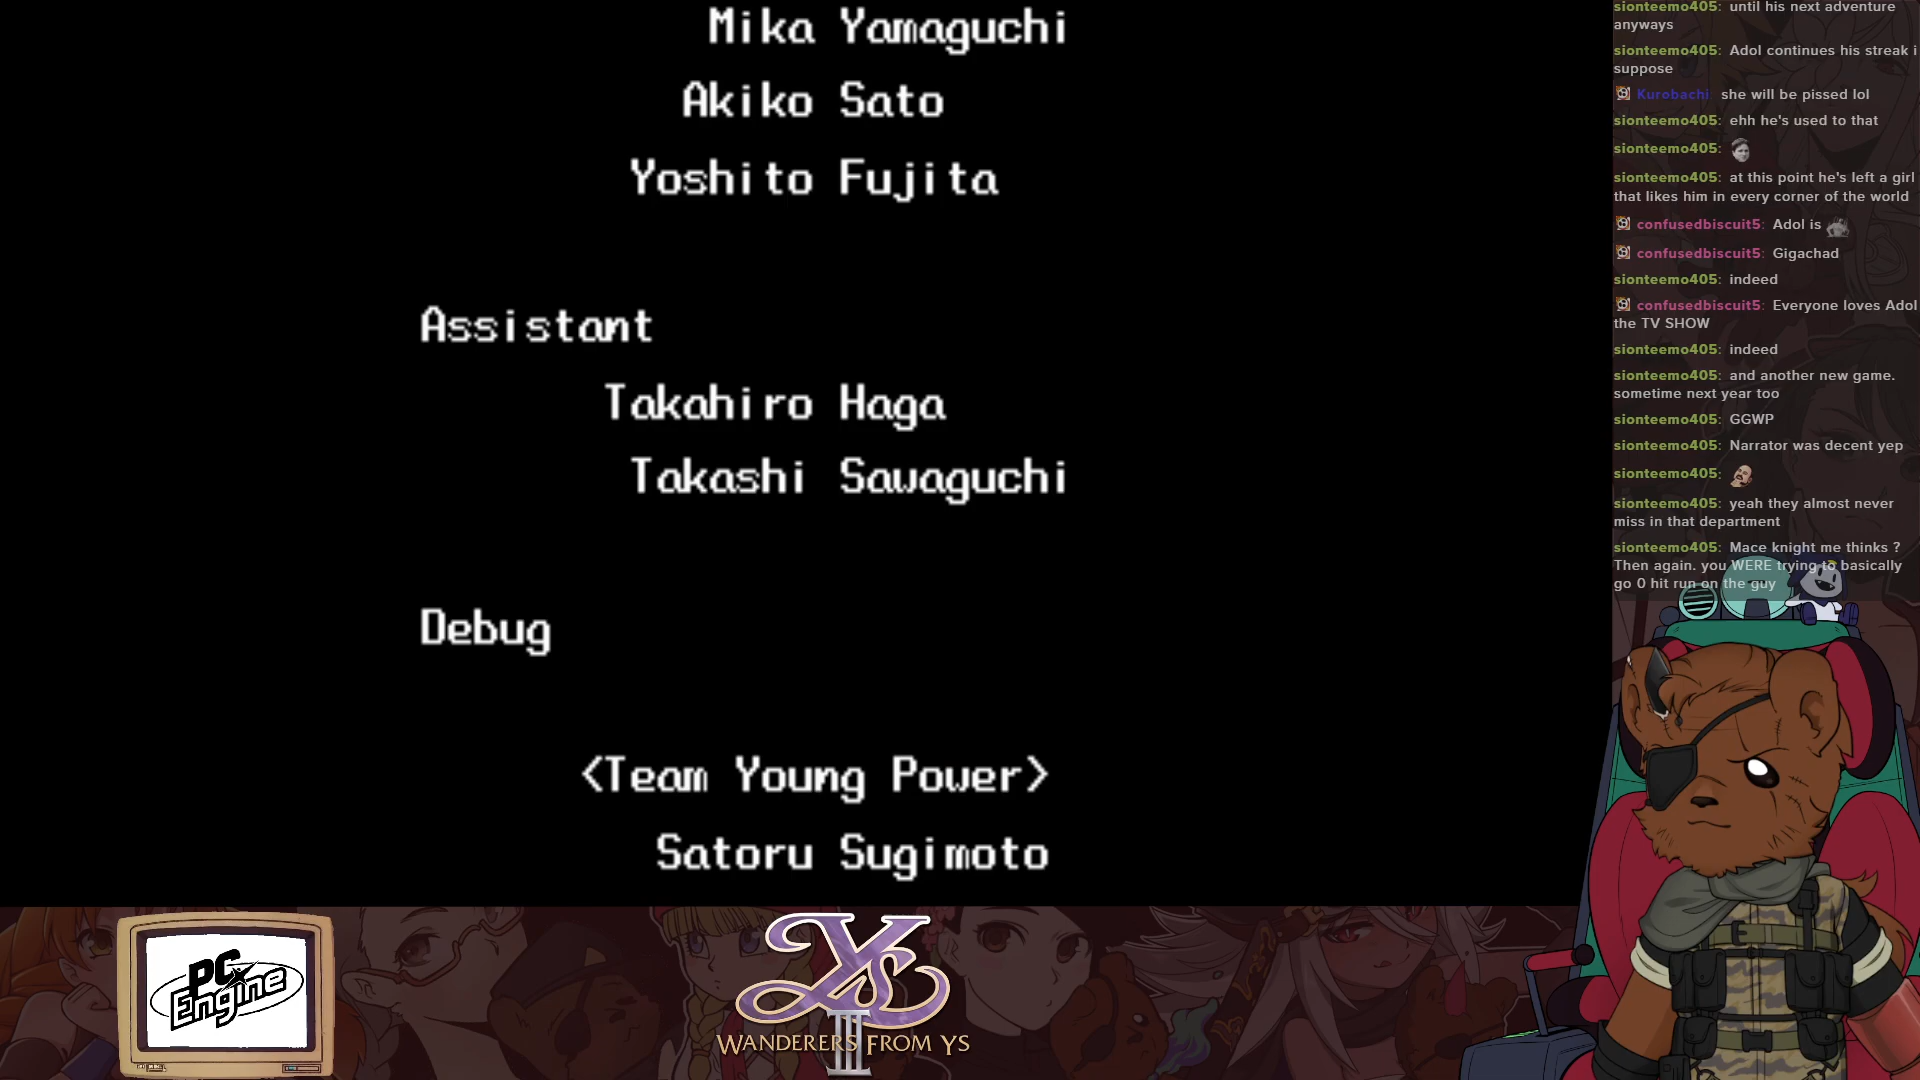 Mika Yamaguchi
Akiko Sato
Yoshito Fujita
Assistant
Takahiro Haga
Takashi Sawaguchi
Debug
<Team Young Power>
Satoru Sugimoto
sionteemo405: until his next adventure
anyways
sionteemo405: Adol continues his streak i
suppose
Kurobachi: she will be pissed lol
sionteemo405: ehh he's used to that
sionteemo405:
sionteemo405: at this point he's left a girl
that likes him in every corner of the world
confusedbiscuit5: Adol is
confusedbiscuit5: Gigachad
sionteemo405: indeed
confusedbiscuit5: Everyone loves Adol
the TV SHOW
sionteemo405: indeed
sionteemo405: and another new game.
sometime next year too
sionteemo405: GGWP
sionteemo405: Narrator was decent yep
sionteemo405:
sionteemo405: yeah they almost never
miss in that department
sionteemo405: Mace knight me thinks ?
Then again. you WERE trying to basically
go 0 hit run on the guy
PC
Engine
Ys
III
WANDERERS FROM YS